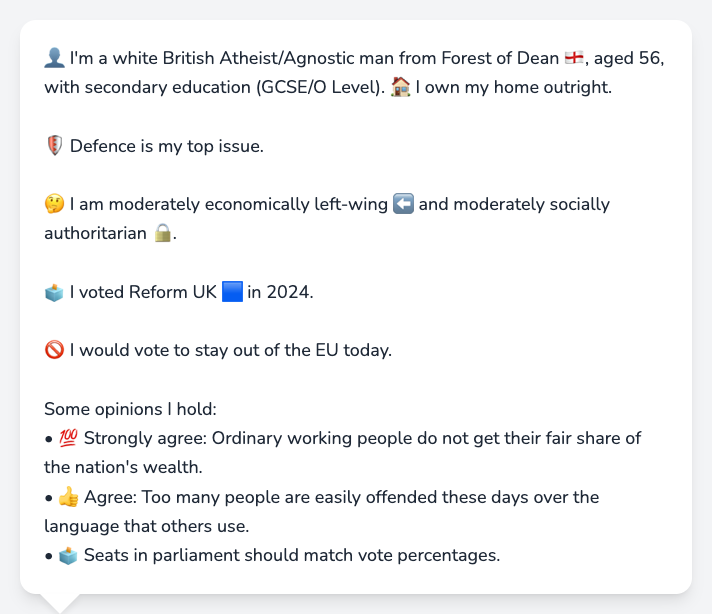 👤 I'm a white British Atheist/Agnostic man from Forest of Dean 🏴󠁧󠁢󠁥󠁮󠁧󠁿, aged 56,
with secondary education (GCSE/O Level). 🏠 I own my home outright.
🛡️ Defence is my top issue.
🤔 I am moderately economically left-wing ⬅️ and moderately socially
authoritarian 🔒.
🗳️ I voted Reform UK 🟦 in 2024.
🚫 I would vote to stay out of the EU today.
Some opinions I hold:
• 💯 Strongly agree: Ordinary working people do not get their fair share of
the nation's wealth.
• 👍 Agree: Too many people are easily offended these days over the
language that others use.
• 🗳️ Seats in parliament should match vote percentages.